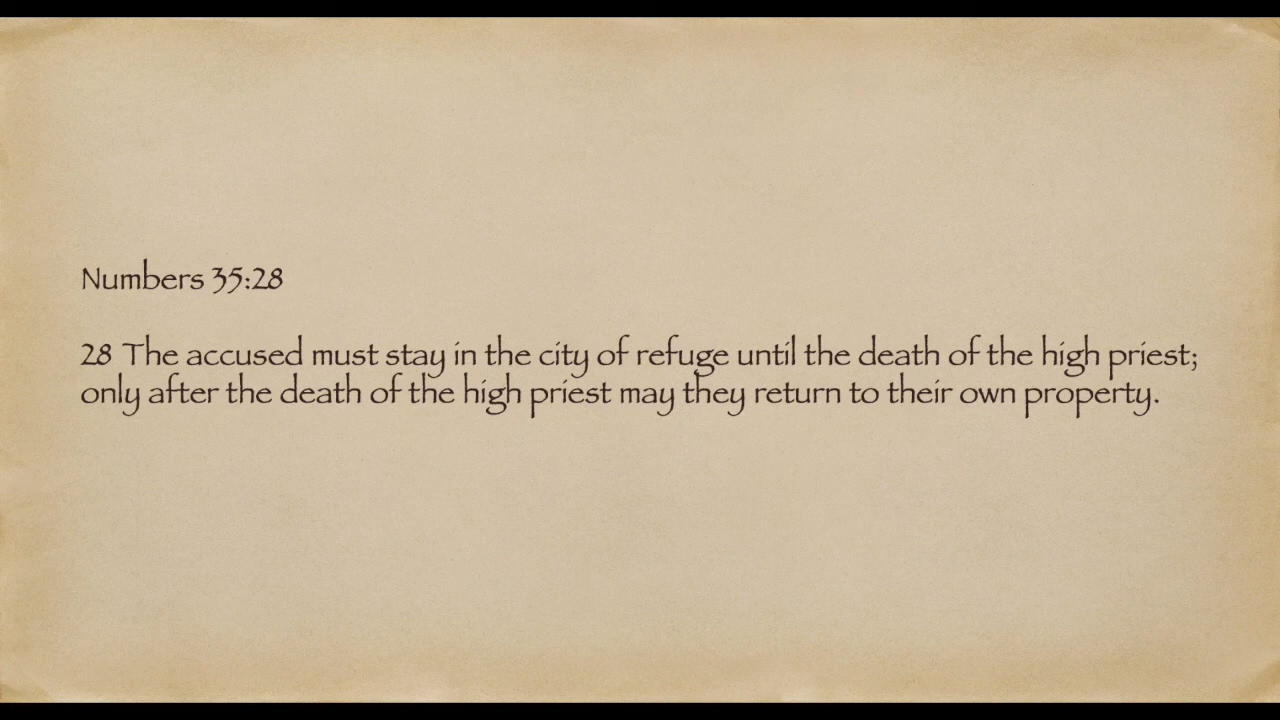 Numbers 35:28
28 The accused must stay in the city of refuge until the death of the high priest;
only after the death of the high priest may they return to their own property.